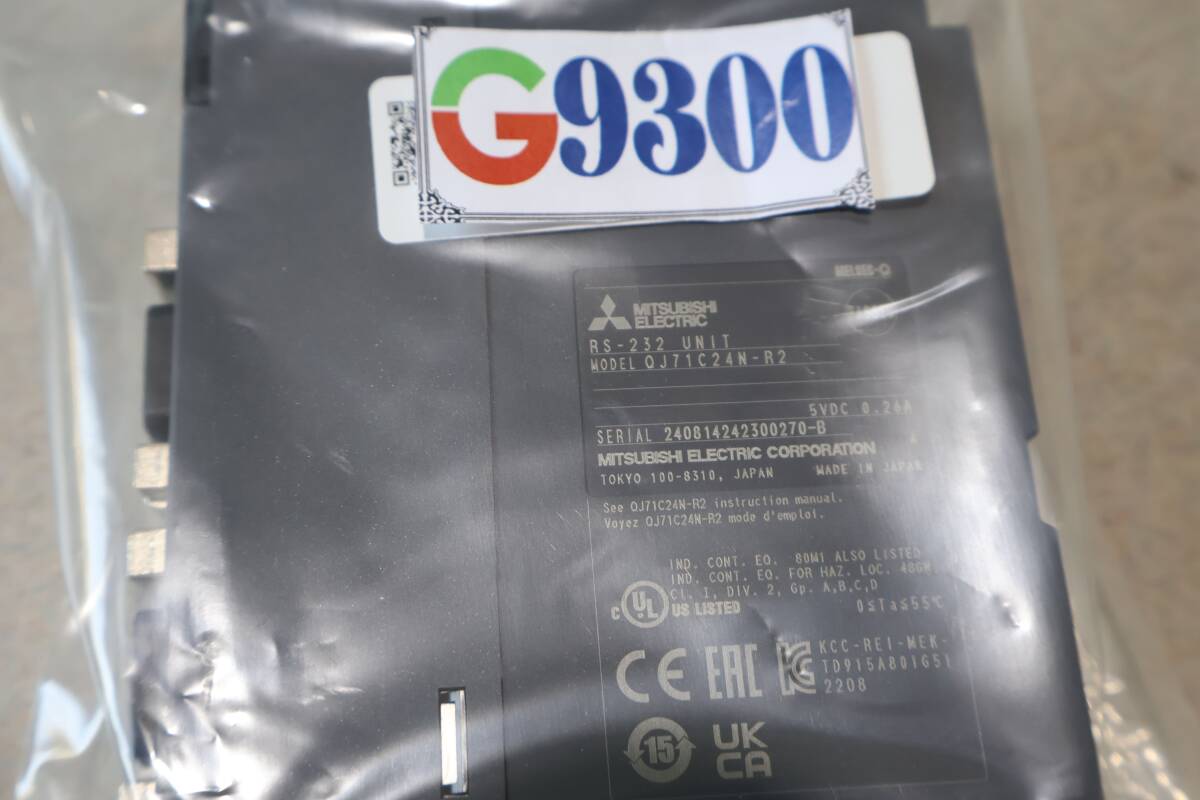 G9300
MELSEC-Q
MITSUBISHI
ELECTRIC
RS-232 UNIT
MODEL QJ71C24N-R2
5VDC 0.26A
SERIAL 240814242300270-B
MITSUBISHI ELECTRIC CORPORATION
TOKYO 100-8310, JAPAN MADE IN JAPAN
See QJ71C24N-R2 instruction manual.
Voyez QJ71C24N-R2 mode d'emploi.
IND. CONT. EQ. 80M1 ALSO LISTED
IND. CONT. EQ. FOR HAZ. LOC. 48GW,
CL. I, DIV. 2, Gp. A,B,C,D
C UL US LISTED 0≤Ta≤55℃
CE EAC KCC-REI-MEK-
TD915A80IG51
2208
15 UK
CA